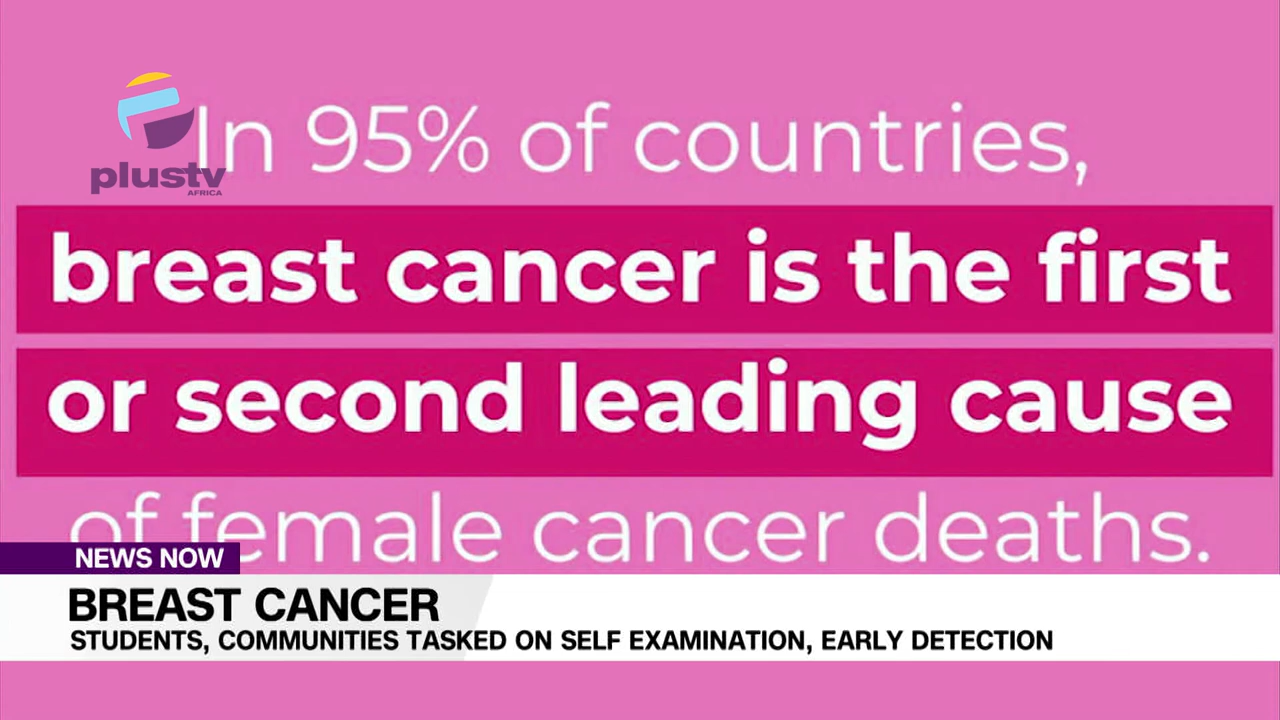 plustv
AFRICA
In 95% of countries,
breast cancer is the first
or second leading cause
of female cancer deaths.
NEWS NOW
BREAST CANCER
STUDENTS, COMMUNITIES TASKED ON SELF EXAMINATION, EARLY DETECTION